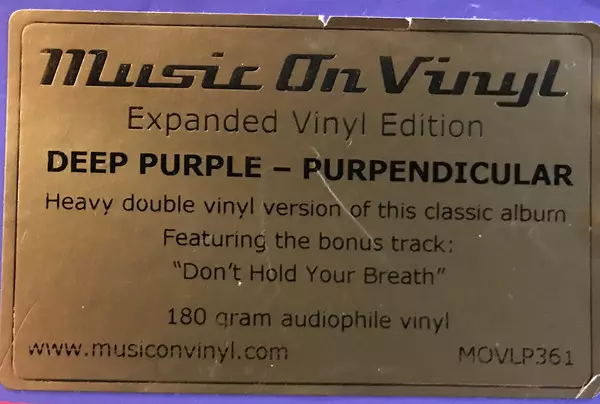 Music On Vinyl
Expanded Vinyl Edition
DEEP PURPLE – PURPENDICULAR
Heavy double vinyl version of this classic album
Featuring the bonus track:
“Don’t Hold Your Breath”
180 gram audiophile vinyl
www.musiconvinyl.com MOVLP361